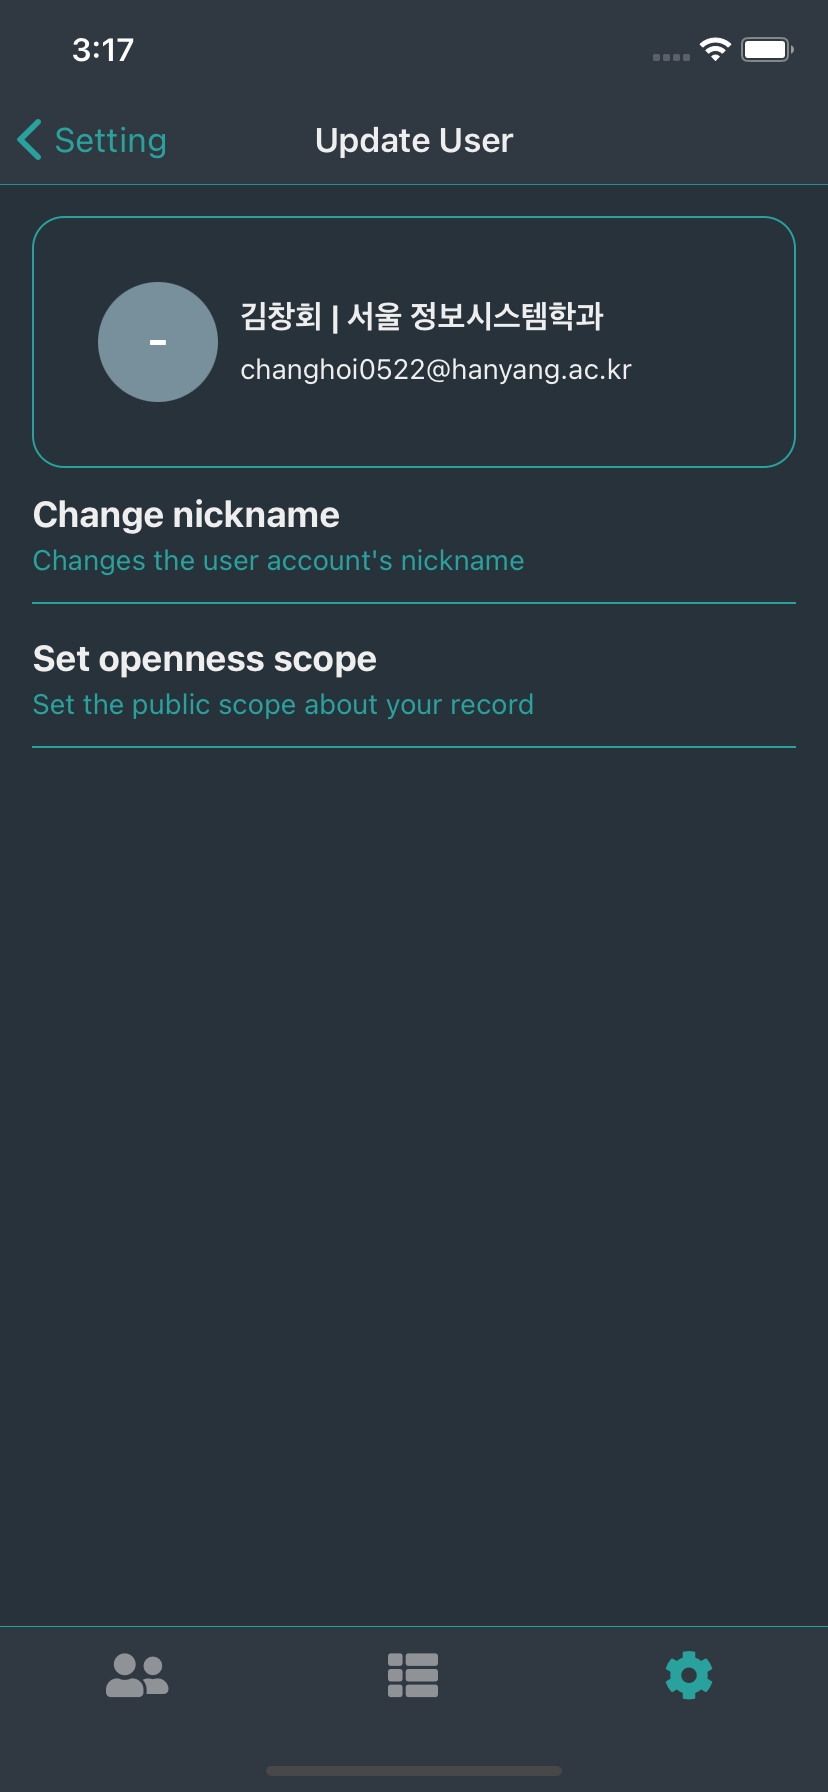 3:17
Setting
Update User
-
김창회 | 서울 정보시스템학과
changhoi0522@hanyang.ac.kr
Change nickname
Changes the user account's nickname
Set openness scope
Set the public scope about your record